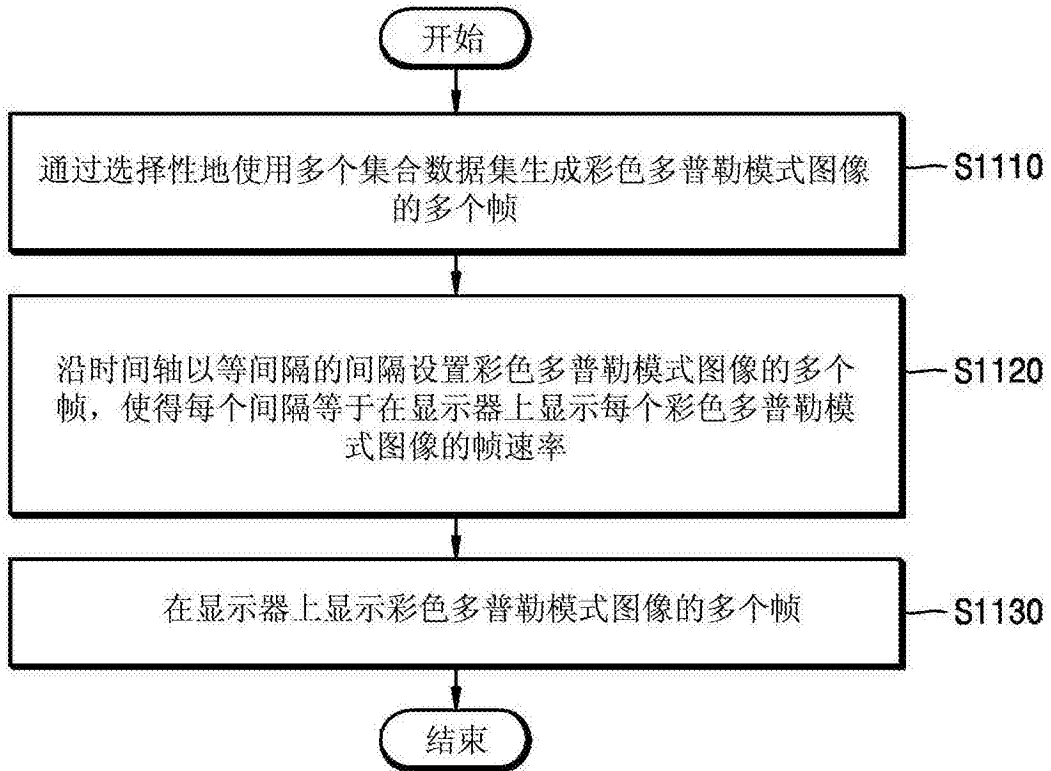 开始
通过选择性地使用多个集合数据集生成彩色多普勒模式图像
的多个帧
S1110
沿时间轴以等间隔的间隔设置彩色多普勒模式图像的多个
帧，使得每个间隔等于在显示器上显示每个彩色多普勒模
式图像的帧速率
S1120
在显示器上显示彩色多普勒模式图像的多个帧
S1130
结束